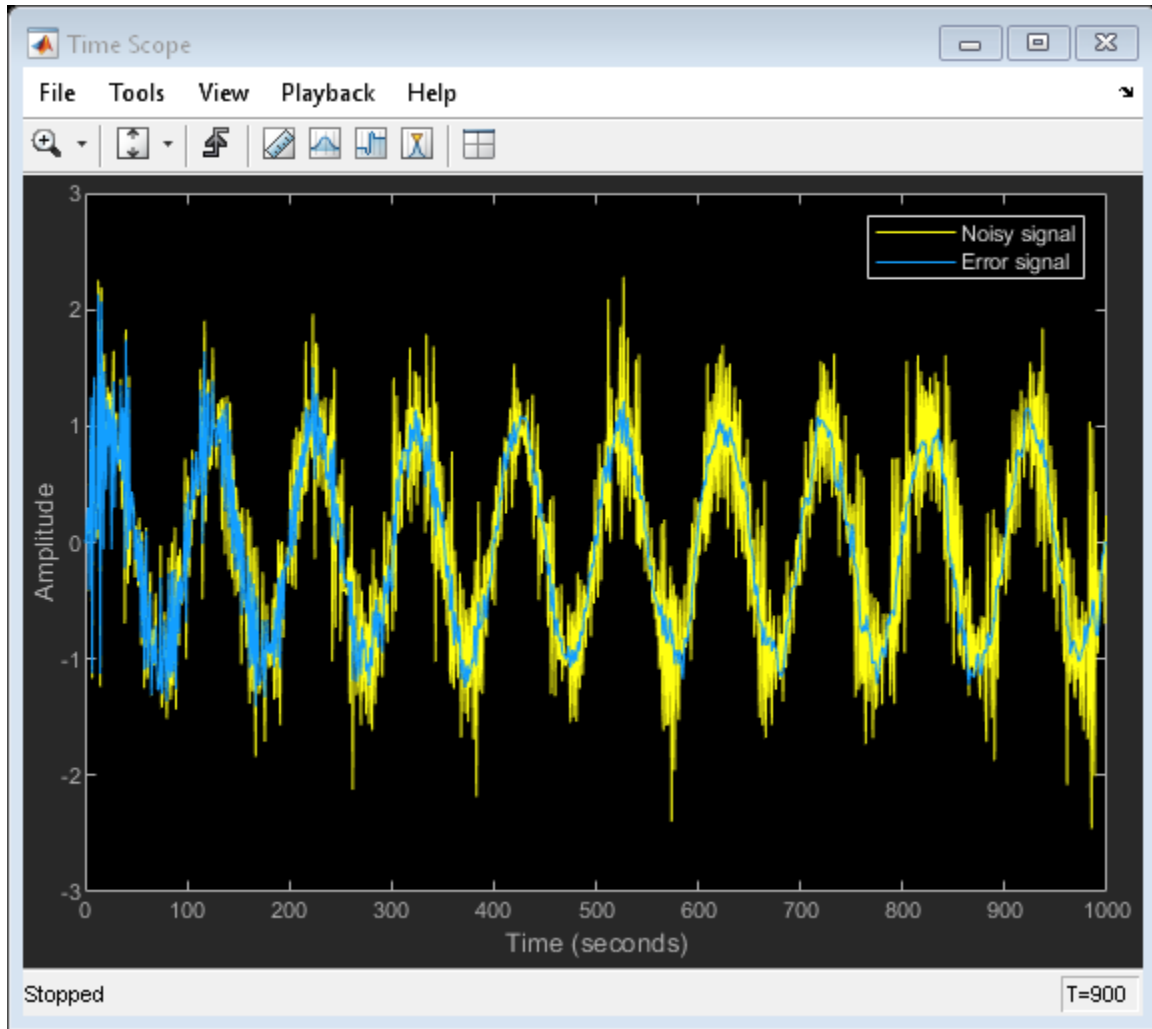 Time Scope
File Tools View Playback Help
Noisy signal
Error signal
3
2
1
0
-1
-2
-3
Amplitude
0 100 200 300 400 500 600 700 800 900 1000
Time (seconds)
Stopped T=900